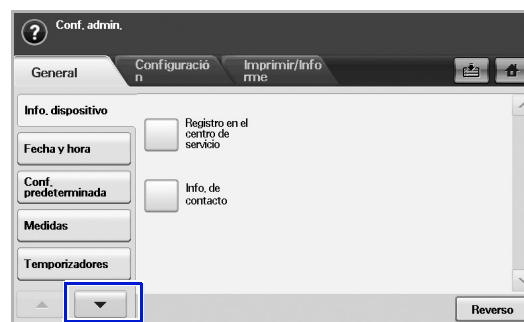 ?
Conf. admin.
General
Configuració
n
Imprimir/Info
rme
Info. dispositivo
Fecha y hora
Conf.
predeterminada
Medidas
Temporizadores
Registro en el
centro de
servicio
Info. de
contacto
Reverso